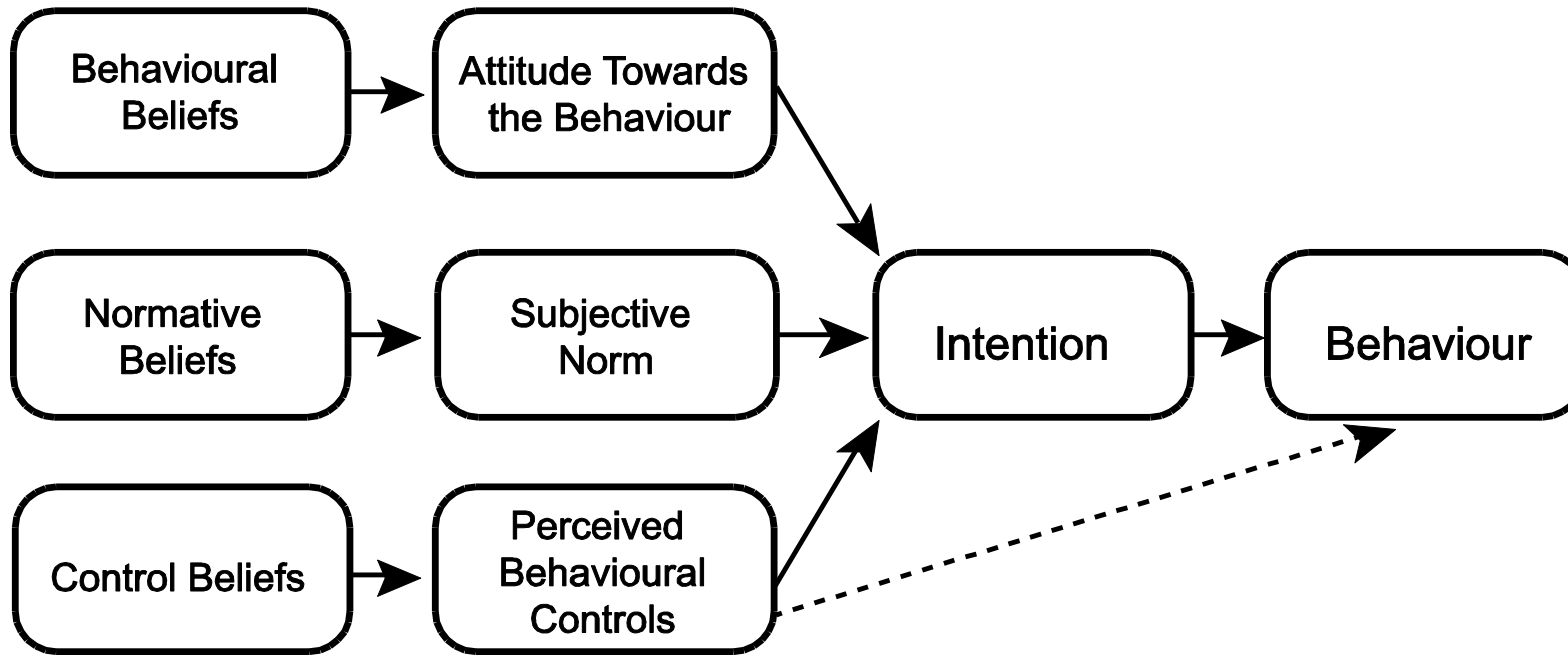 Behavioural
Beliefs
Attitude Towards
the Behaviour
Normative
Beliefs
Subjective
Norm
Intention
Behaviour
Control Beliefs
Perceived
Behavioural
Controls